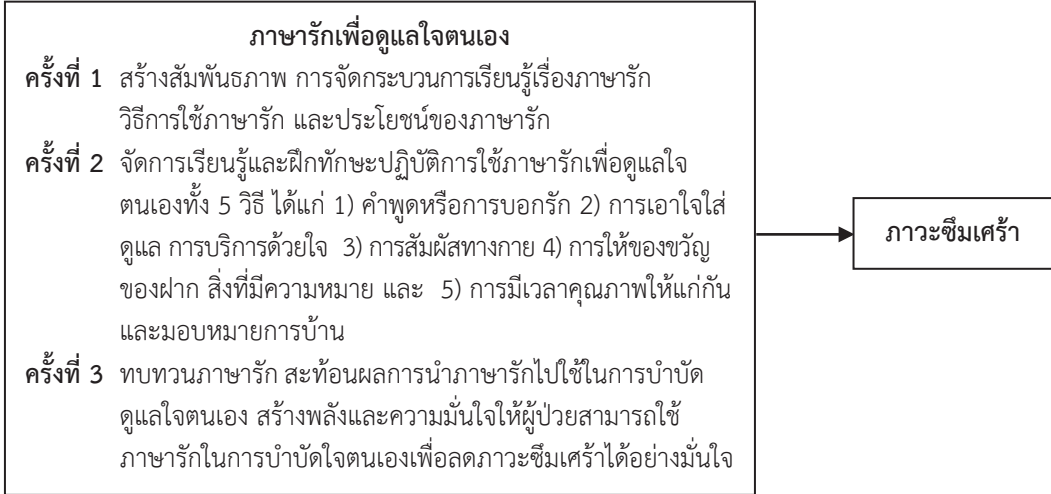 ภาษารักเพื่อดูแลใจตนเอง
ครั้งที่ 1 สร้างสัมพันธภาพ การจัดกระบวนการเรียนรู้เรื่องภาษารัก
วิธีการใช้ภาษารัก และประโยชน์ของภาษารัก
ครั้งที่ 2 จัดการเรียนรู้และฝึกทักษะปฏิบัติการใช้ภาษารักเพื่อดูแลใจ
ตนเองทั้ง 5 วิธี ได้แก่ 1) คำพูดหรือการบอกรัก 2) การเอาใจใส่
ดูแล การบริการด้วยใจ 3) การสัมผัสทางกาย 4) การให้ของขวัญ
ของฝาก สิ่งที่มีความหมาย และ 5) การมีเวลาคุณภาพให้แก่กัน
และมอบหมายการบ้าน
ครั้งที่ 3 ทบทวนภาษารัก สะท้อนผลการนำภาษารักไปใช้ในการบำบัด
ดูแลใจตนเอง สร้างพลังและความมั่นใจให้ผู้ป่วยสามารถใช้
ภาษารักในการบำบัดใจตนเองเพื่อลดภาวะซึมเศร้าได้อย่างมั่นใจ
ภาวะซึมเศร้า